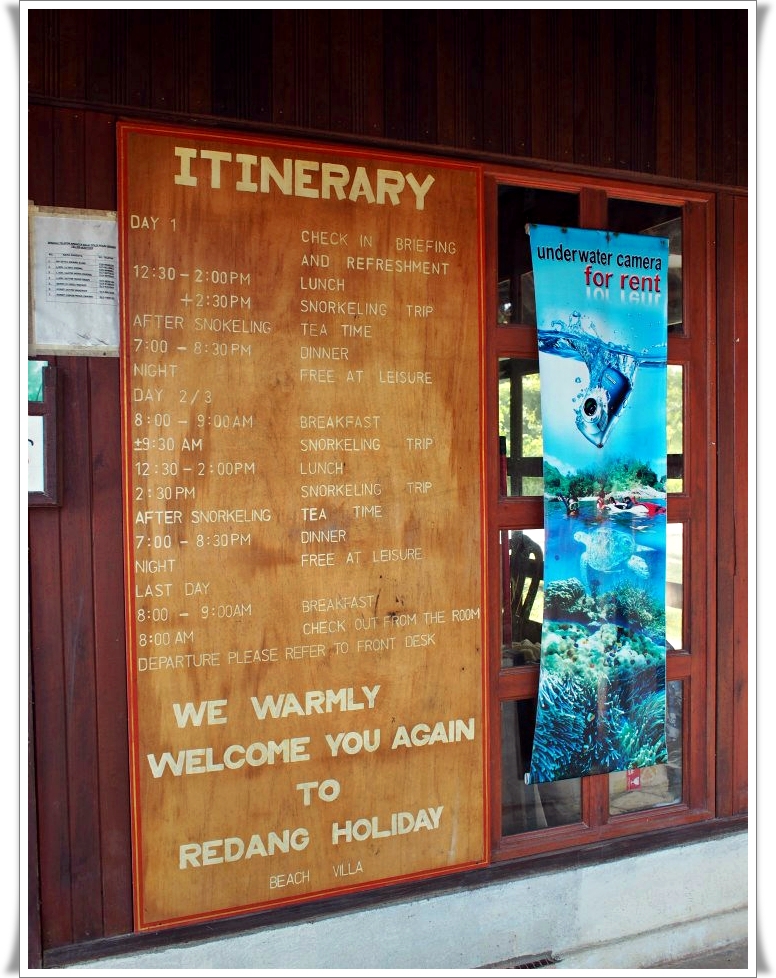 ITINERARY
DAY 1
CHECK IN BRIEFING
AND REFRESHMENT
12:30 - 2:00PM LUNCH
+2:30PM SNORKELING TRIP
AFTER SNOKELING TEA TIME
7:00 - 8:30PM DINNER
NIGHT FREE AT LEISURE
DAY 2/3
8:00 - 9:00AM BREAKFAST
±9:30 AM SNORKELING TRIP
12:30 - 2:00PM LUNCH
2:30PM SNORKELING TRIP
AFTER SNORKELING TEA TIME
7:00 - 8:30PM DINNER
NIGHT FREE AT LEISURE
LAST DAY
8:00 - 9:00AM BREAKFAST
8:00 AM CHECK OUT FROM THE ROOM
DEPARTURE PLEASE REFER TO FRONT DESK
WE WARMLY
WELCOME YOU AGAIN
TO
REDANG HOLIDAY
BEACH VILLA
underwater camera
for rent